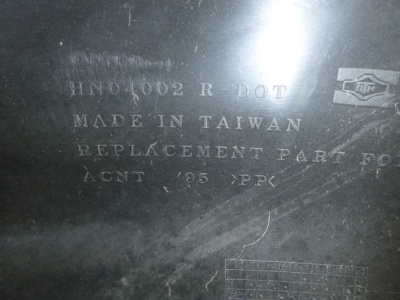 HN04002 R-DOT
MADE IN TAIWAN
REPLACEMENT PART FO
ACNT '95 >PP<